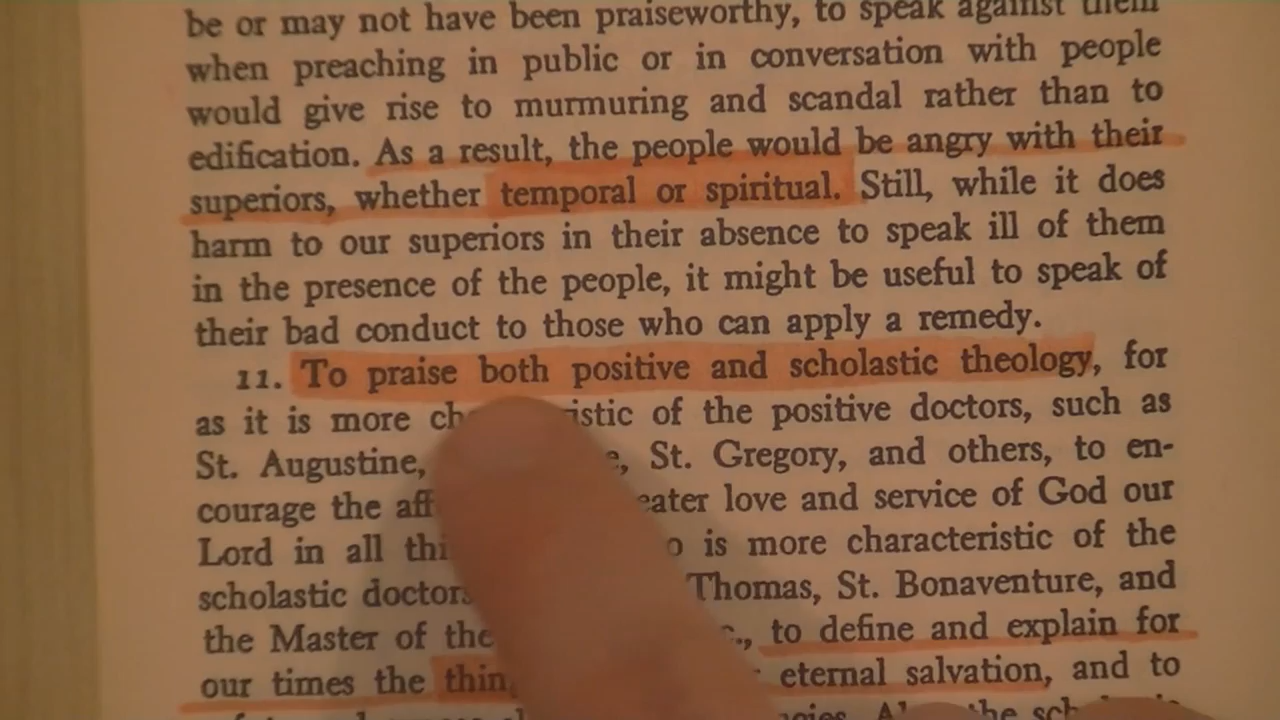 be or may not have been praiseworthy, to speak against them
when preaching in public or in conversation with people
would give rise to murmuring and scandal rather than to
edification. As a result, the people would be angry with their
superiors, whether temporal or spiritual. Still, while it does
harm to our superiors in their absence to speak ill of them
in the presence of the people, it might be useful to speak of
their bad conduct to those who can apply a remedy.
11. To praise both positive and scholastic theology, for
as it is more of the positive doctors, such as
St. Augustine, St. Gregory, and others, to en-
courage the love and service of God our
Lord in all is more characteristic of the
scholastic doctors Thomas, St. Bonaventure, and
the Master of the to define and explain for
our times the eternal salvation, and to